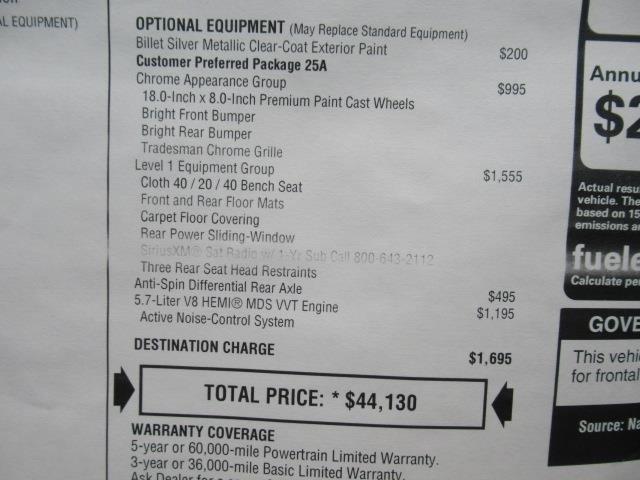 L EQUIPMENT)
OPTIONAL EQUIPMENT (May Replace Standard Equipment)
Billet Silver Metallic Clear-Coat Exterior Paint $200
Customer Preferred Package 25A
Chrome Appearance Group $995
18.0-Inch x 8.0-Inch Premium Paint Cast Wheels
Bright Front Bumper
Bright Rear Bumper
Tradesman Chrome Grille
Level 1 Equipment Group $1,555
Cloth 40 / 20 / 40 Bench Seat
Front and Rear Floor Mats
Carpet Floor Covering
Rear Power Sliding-Window
SiriusXM® Sat Radio w/ 1-Yr Sub Call 800-643-2112
Three Rear Seat Head Restraints
Anti-Spin Differential Rear Axle $495
5.7-Liter V8 HEMI® MDS VVT Engine $1,195
Active Noise-Control System
DESTINATION CHARGE $1,695
TOTAL PRICE: * $44,130
WARRANTY COVERAGE
5-year or 60,000-mile Powertrain Limited Warranty.
3-year or 36,000-mile Basic Limited Warranty.
Ask Dealer for a
Annu
$2
Actual resu
vehicle. The
based on 15
emissions a
fuele
Calculate pe
GOVE
This vehi
for frontal
Source: Na